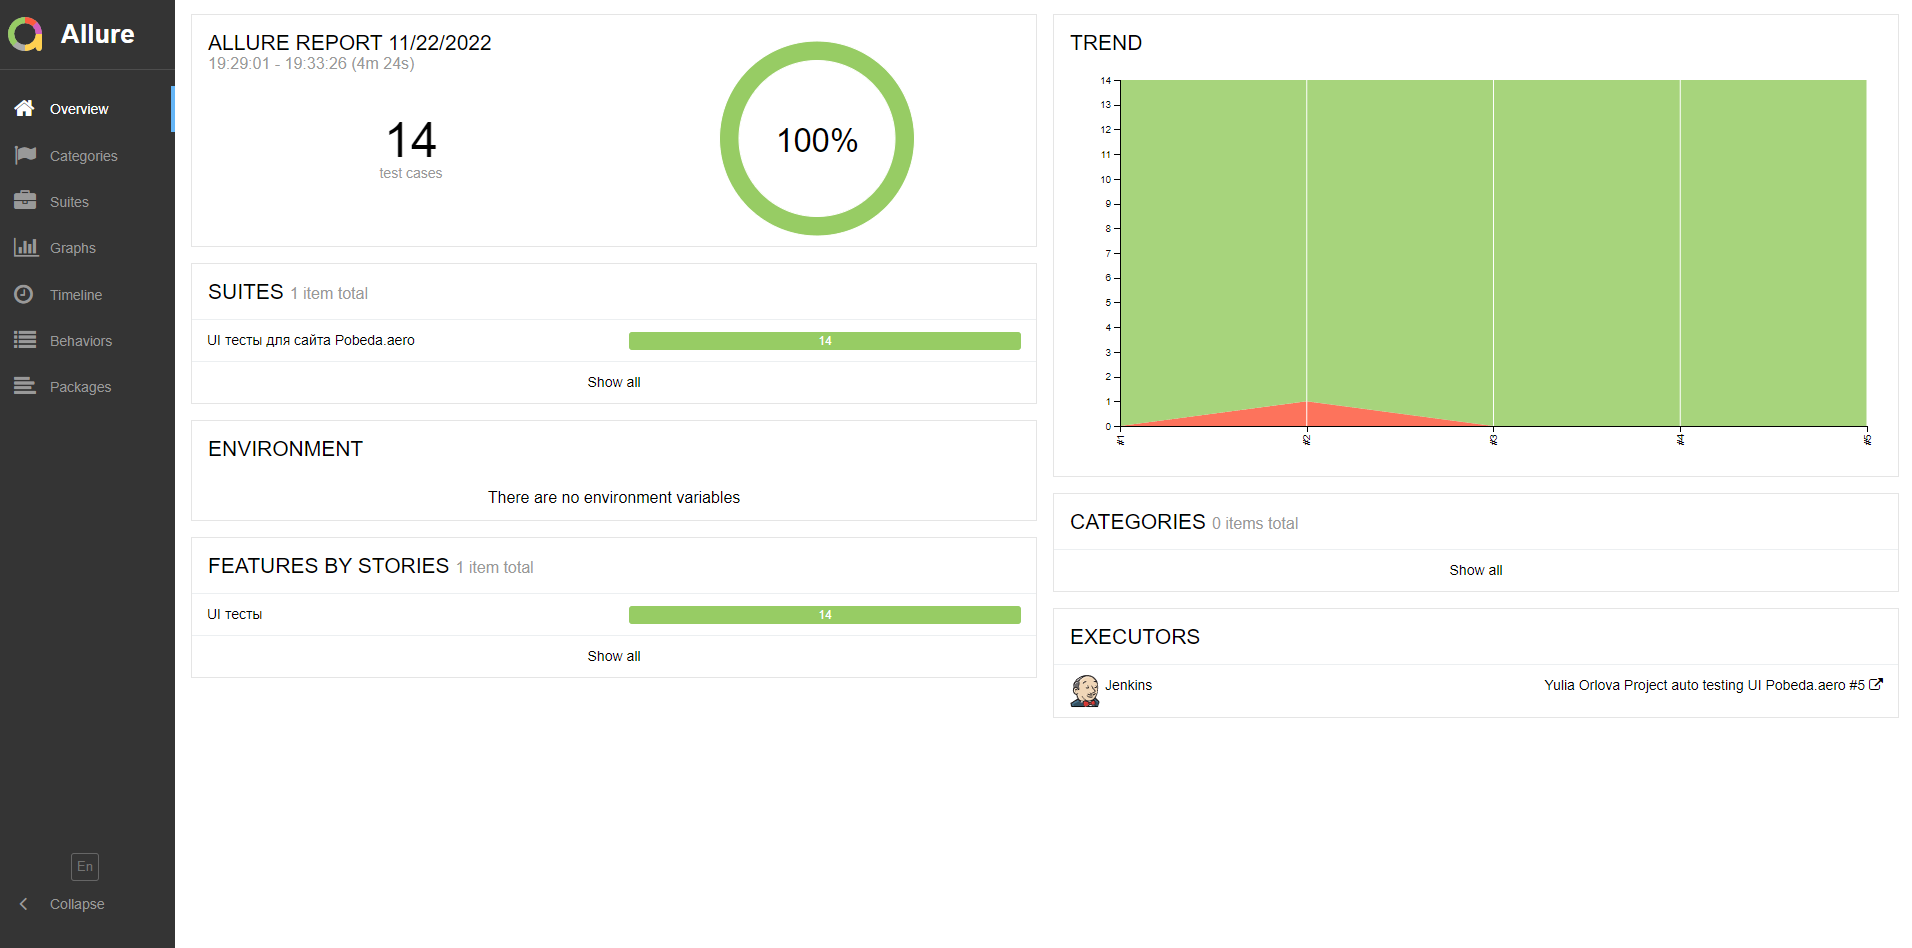 Allure
Overview
Categories
Suites
Graphs
Timeline
Behaviors
Packages
En
Collapse
ALLURE REPORT 11/22/2022
19:29:01 - 19:33:26 (4m 24s)
14
test cases
100%
SUITES 1 item total
UI тесты для сайта Pobeda.aero 14
Show all
ENVIRONMENT
There are no environment variables
FEATURES BY STORIES 1 item total
UI тесты 14
Show all
TREND
14
13
12
11
10
9
8
7
6
5
4
3
2
1
0
#1 #2 #3 #4 #5
CATEGORIES 0 items total
Show all
EXECUTORS
Jenkins Yulia Orlova Project auto testing UI Pobeda.aero #5